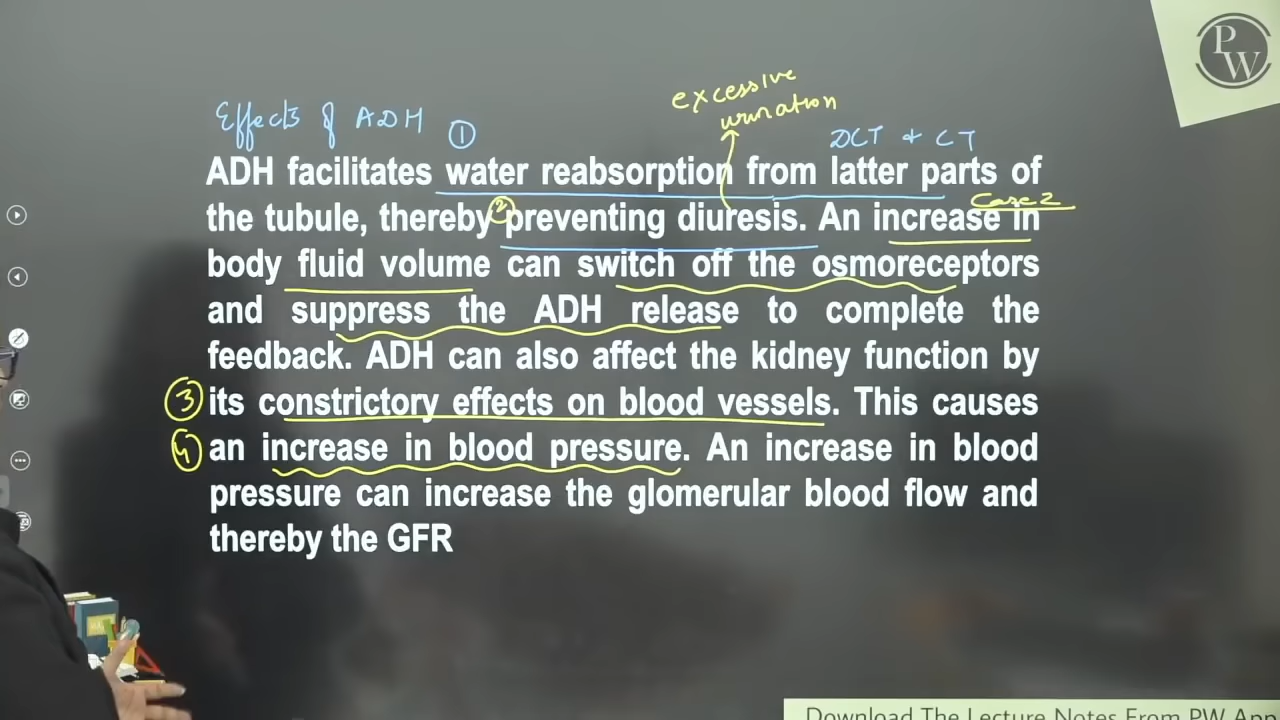 PW
excessive
urination
Effects of ADH ①
DCT & CT
ADH facilitates water reabsorption from latter parts of
Case 2
the tubule, thereby ② preventing diuresis. An increase in
body fluid volume can switch off the osmoreceptors
and suppress the ADH release to complete the
feedback. ADH can also affect the kidney function by
③ its constrictory effects on blood vessels. This causes
④ an increase in blood pressure. An increase in blood
pressure can increase the glomerular blood flow and
thereby the GFR
Download The Lecture Notes From PW App